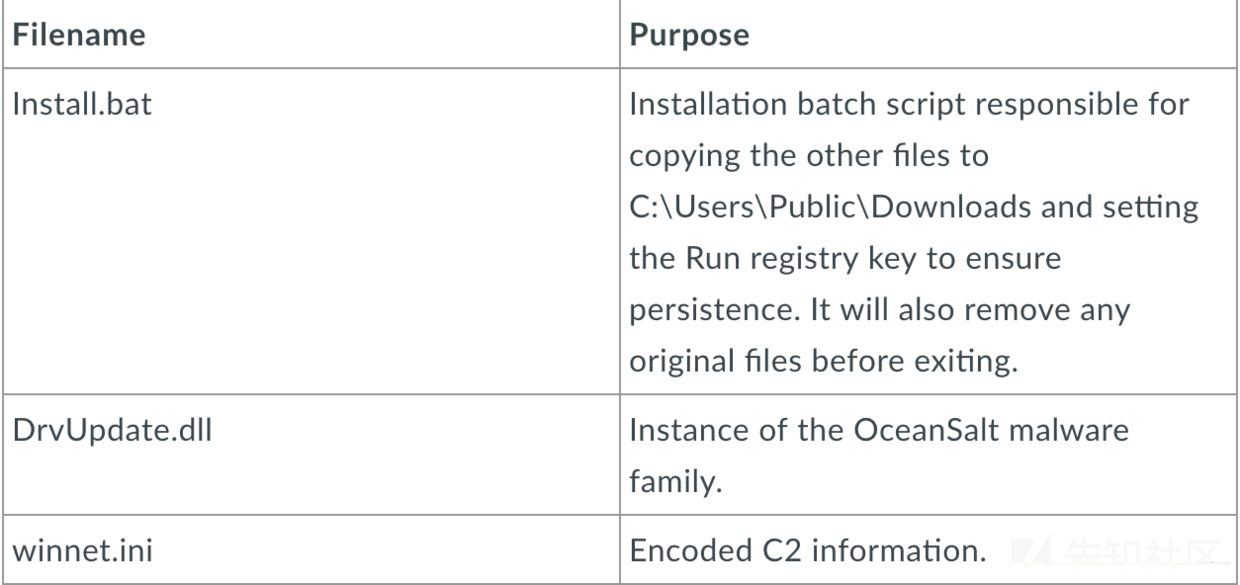 Filename
Purpose
Install.bat
Installation batch script responsible for
copying the other files to
C:\Users\Public\Downloads and setting
the Run registry key to ensure
persistence. It will also remove any
original files before exiting.
DrvUpdate.dll
Instance of the OceanSalt malware
family.
winnet.ini
Encoded C2 information.
先知社区